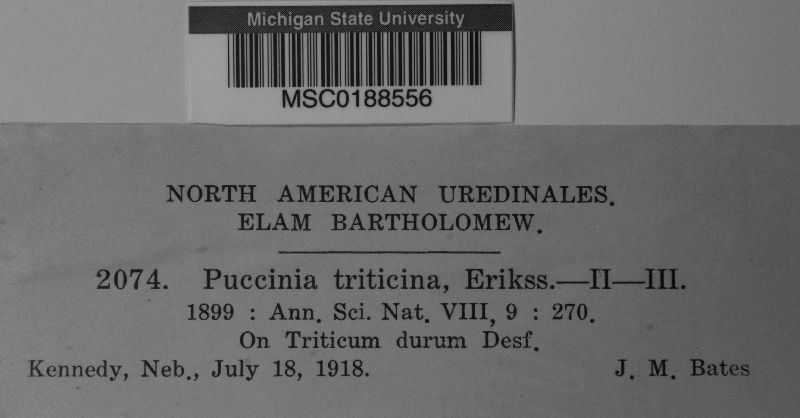 Michigan State University
MSC0188556
NORTH AMERICAN UREDINALES.
ELAM BARTHOLOMEW.
2074. Puccinia triticina, Erikss.—II—III.
1899 : Ann. Sci. Nat. VIII, 9 : 270.
On Triticum durum Desf.
Kennedy, Neb., July 18, 1918. J. M. Bates